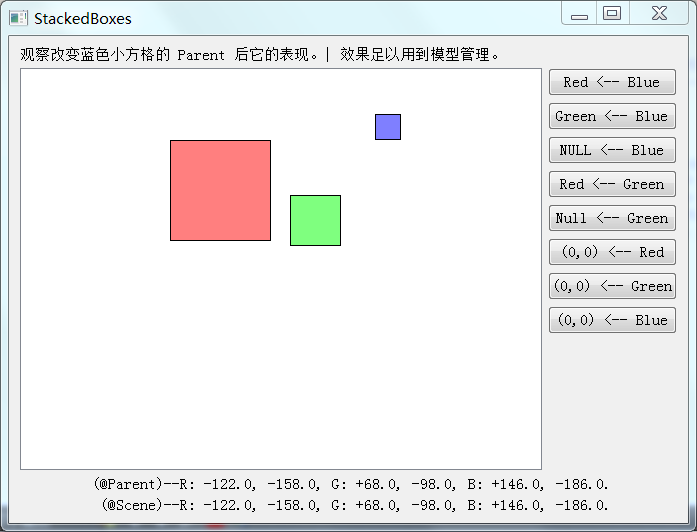 StackedBoxes
观察改变蓝色小方格的 Parent 后它的表现。| 效果足以用到模型管理。
Red <-- Blue
Green <-- Blue
NULL <-- Blue
Red <-- Green
Null <-- Green
(0,0) <-- Red
(0,0) <-- Green
(0,0) <-- Blue
(@Parent)--R: -122.0, -158.0, G: +68.0, -98.0, B: +146.0, -186.0.
(@Scene)--R: -122.0, -158.0, G: +68.0, -98.0, B: +146.0, -186.0.